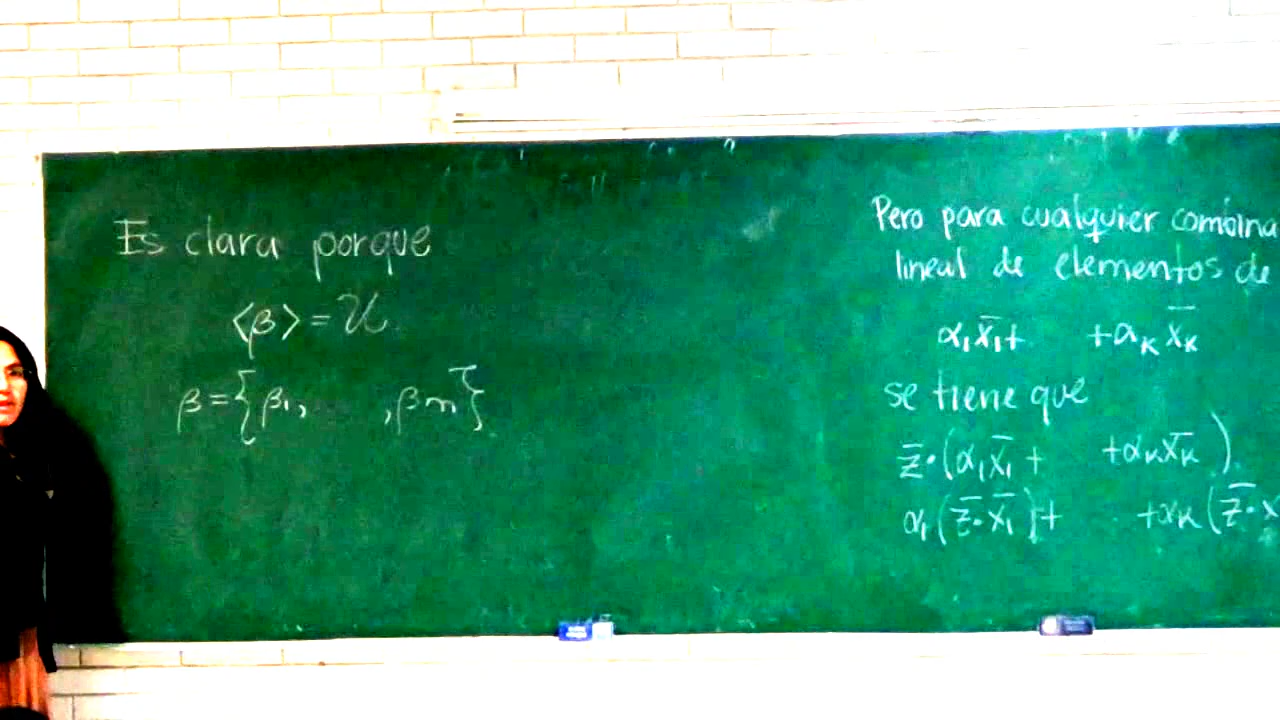 Es clara porque
⟨β⟩ = U
β = {β₁, , βm}
Pero para cualquier combina
lineal de elementos de
α₁x̄₁ + + αₖx̄ₖ
se tiene que
z̄·(α₁x̄₁ + + αₖx̄ₖ)
α₁(z̄·x̄₁) + + αₖ(z̄·x